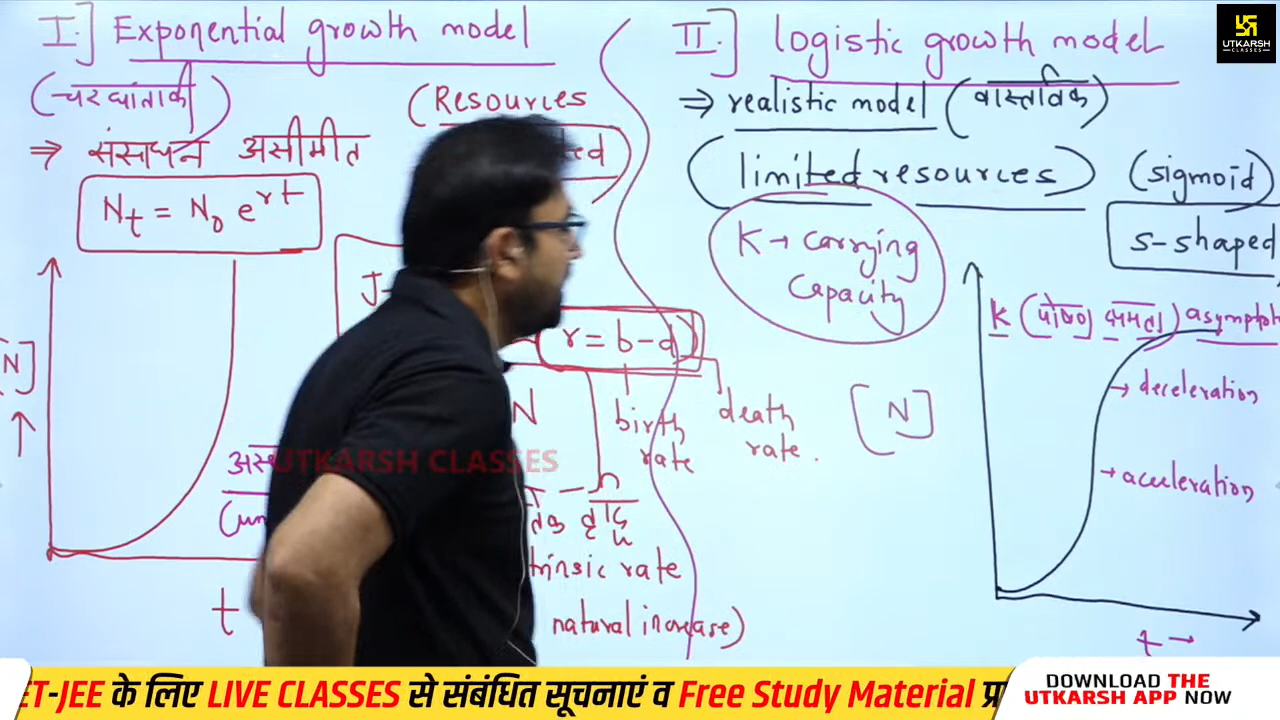 I.] Exponential growth model
(चरघातांकी)
(Resources
⇒ संसाधन असीमीत
Nt = N0 e^rt
[N]
t
r = b-d
birth rate
death rate.
N
rate
natural increase)
II.] logistic growth model
⇒ realistic model (वास्तविक)
(limited resources)
(sigmoid)
s-shaped
K → Carrying
Capacity
K (पोषण क्षमता)
[N]
→ deceleration
→ acceleration
t →
UTKARSH
CLASSES
UTKARSH CLASSES
ET-JEE के लिए LIVE CLASSES से संबंधित सूचनाएं व Free Study Material
DOWNLOAD THE
UTKARSH APP NOW